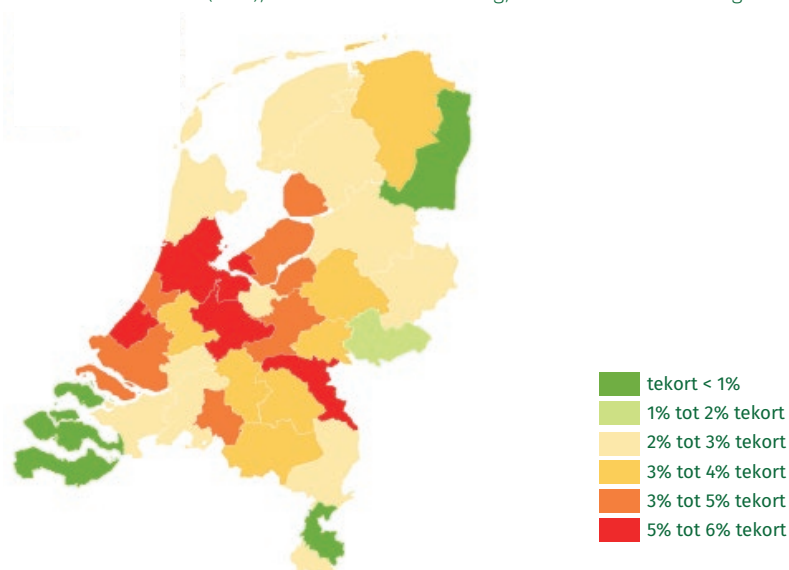 tekort < 1%
1% tot 2% tekort
2% tot 3% tekort
3% tot 4% tekort
3% tot 5% tekort
5% tot 6% tekort